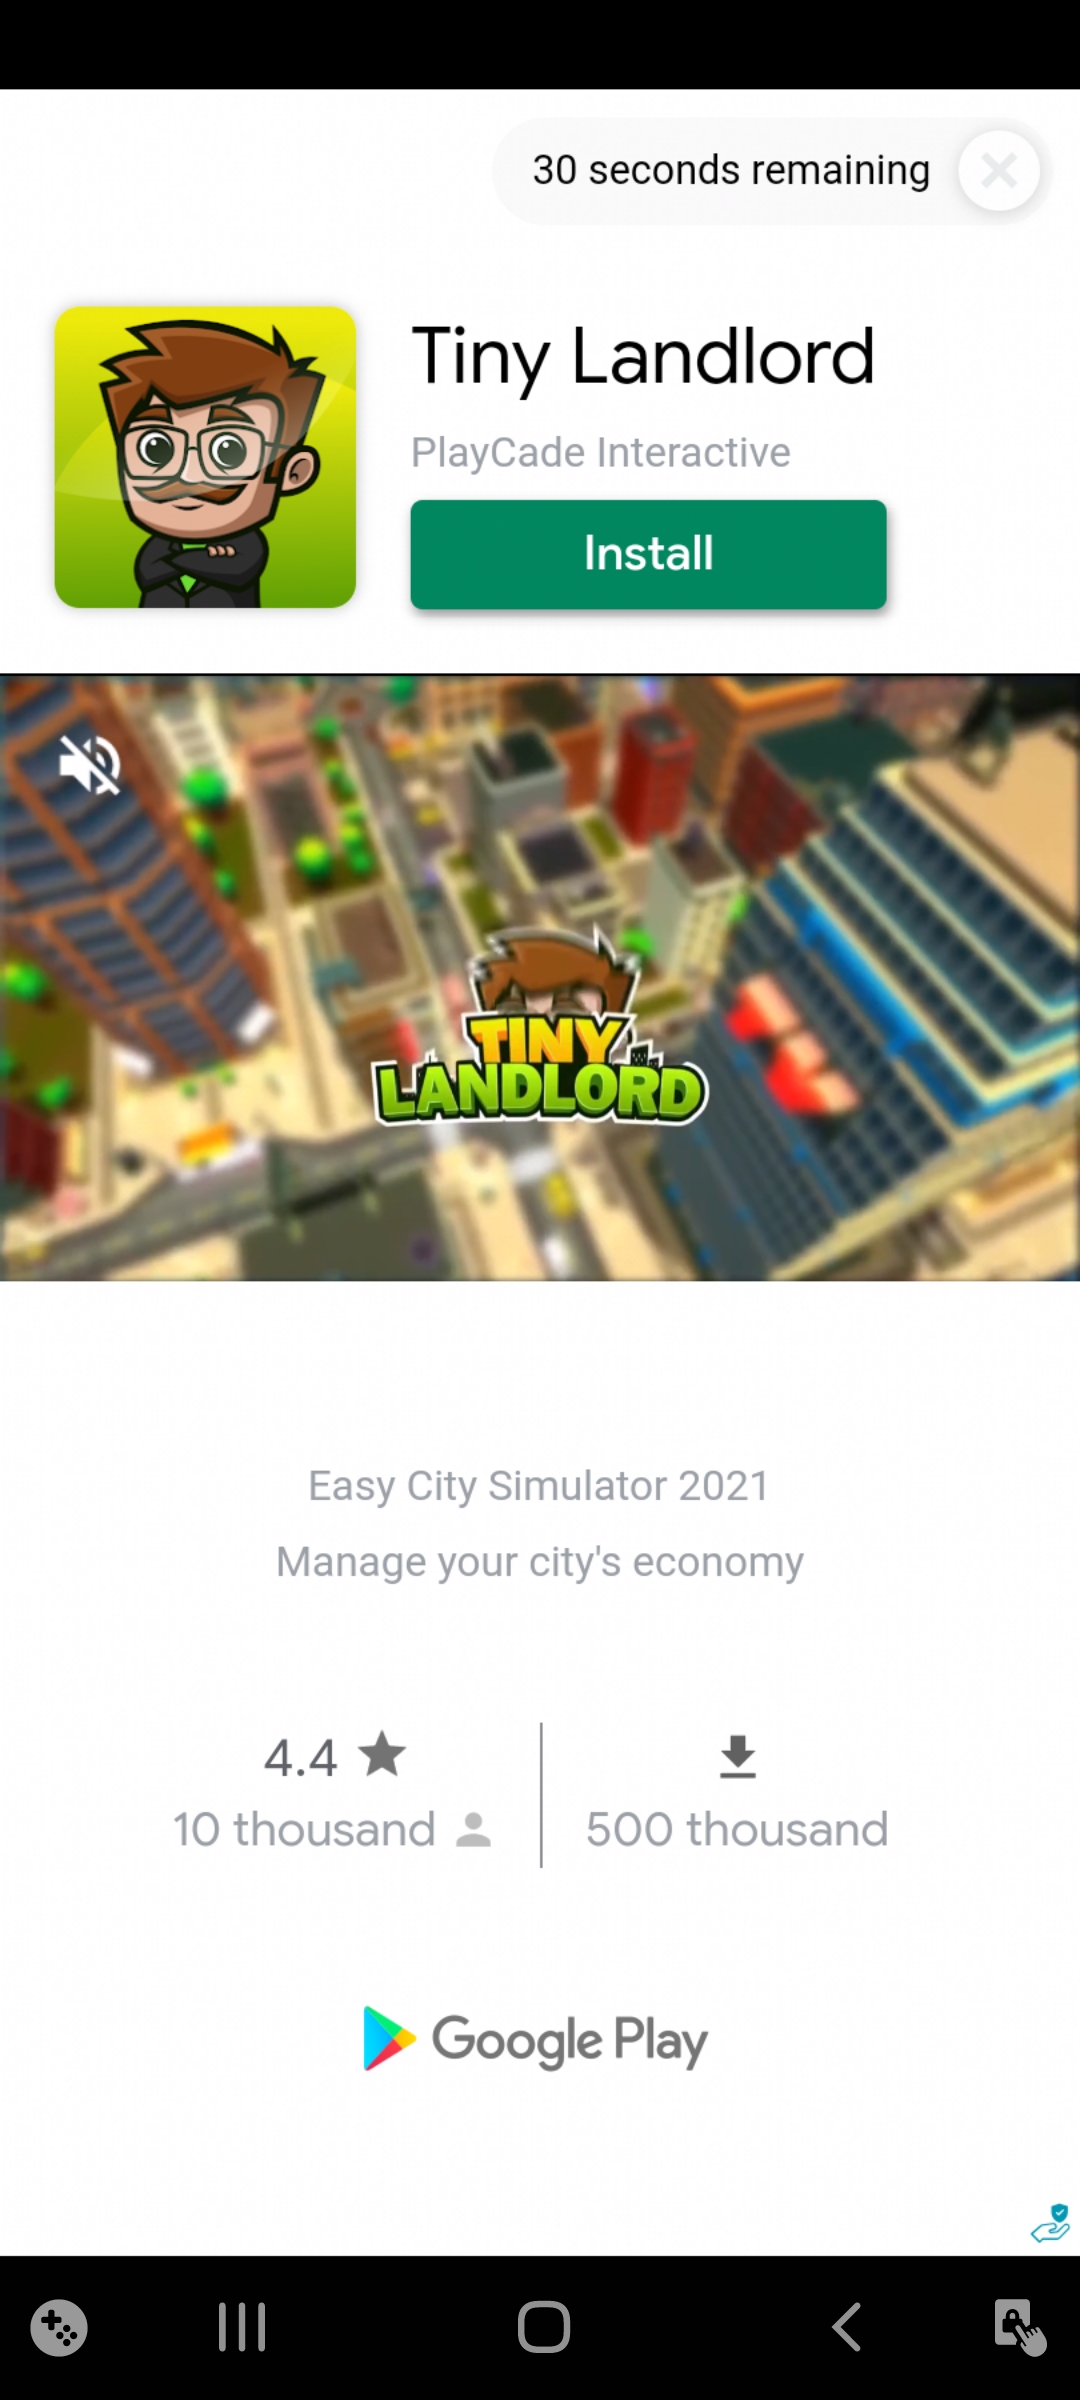 30 seconds remaining
Tiny Landlord
PlayCade Interactive
Install
TINY
LANDLORD
Easy City Simulator 2021
Manage your city's economy
4.4
10 thousand
500 thousand
Google Play